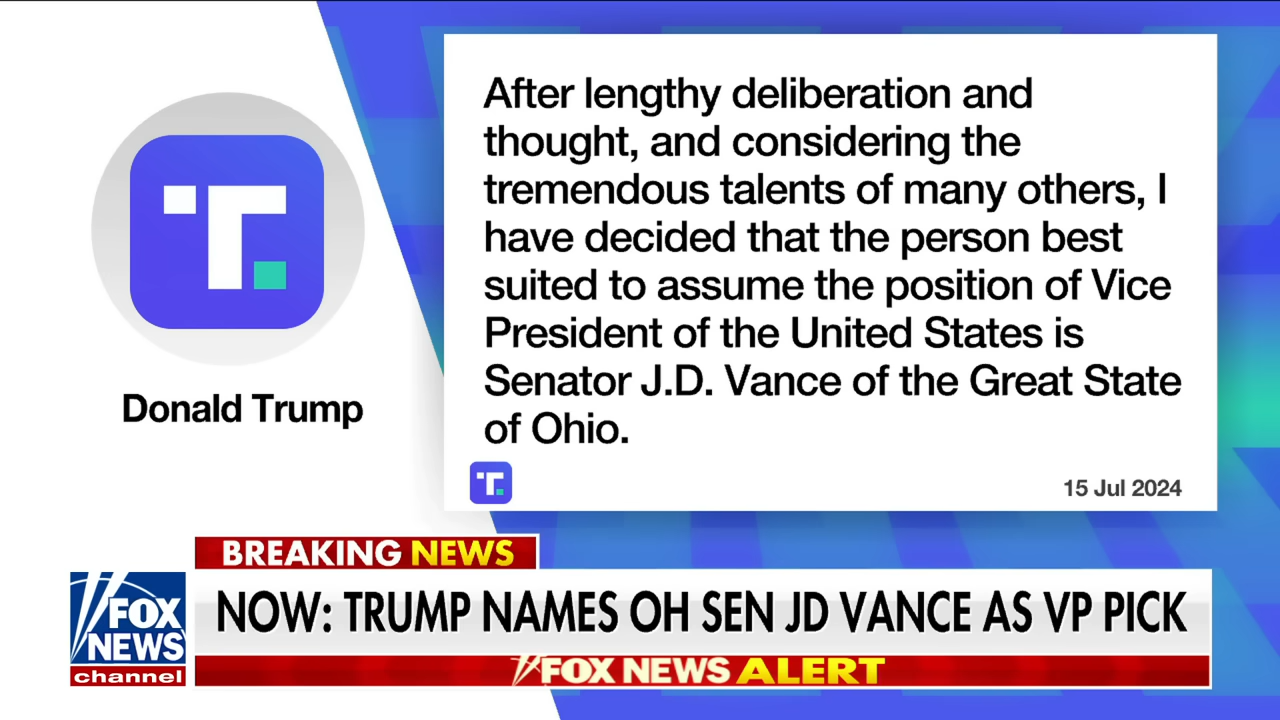 After lengthy deliberation and
thought, and considering the
tremendous talents of many others, I
have decided that the person best
suited to assume the position of Vice
President of the United States is
Senator J.D. Vance of the Great State
of Ohio.
T.
Donald Trump
T.
15 Jul 2024
BREAKING NEWS
NOW: TRUMP NAMES OH SEN JD VANCE AS VP PICK
FOX
NEWS
channel
FOX NEWS ALERT